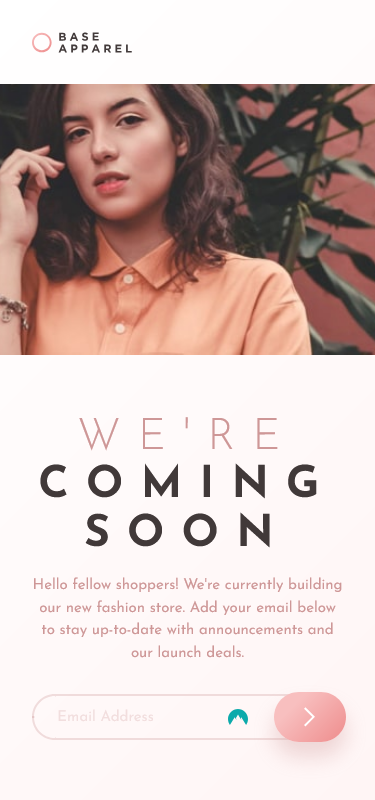 BASE
APPAREL
WE'RE
COMING
SOON
Hello fellow shoppers! We're currently building
our new fashion store. Add your email below
to stay up-to-date with announcements and
our launch deals.
Email Address